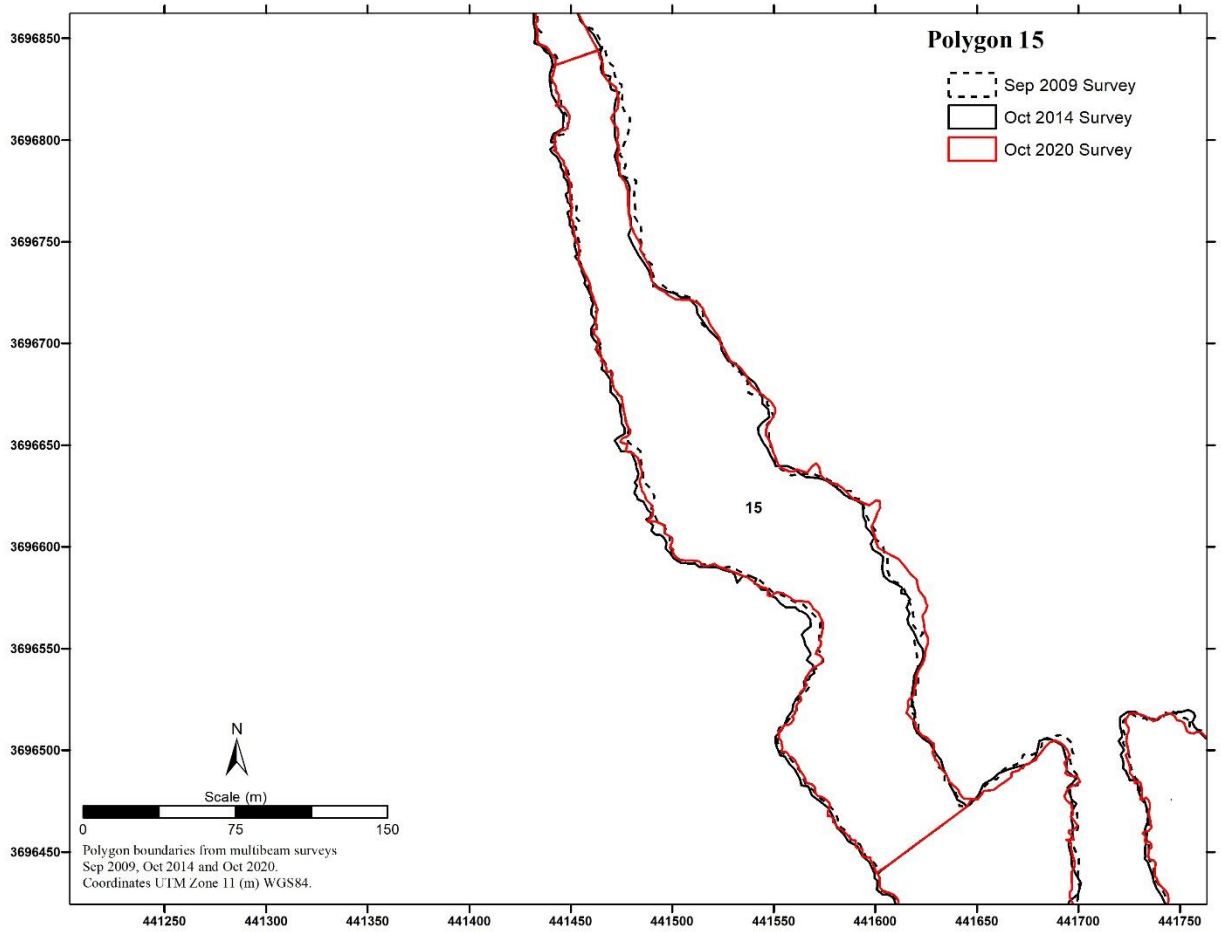 Polygon 15
Sep 2009 Survey
Oct 2014 Survey
Oct 2020 Survey
3696850
3696800
3696750
3696700
3696650
3696600
3696550
3696500
3696450
15
N
Scale (m)
0 75 150
Polygon boundaries from multibeam surveys
Sep 2009, Oct 2014 and Oct 2020.
Coordinates UTM Zone 11 (m) WGS84.
441250 441300 441350 441400 441450 441500 441550 441600 441650 441700 441750